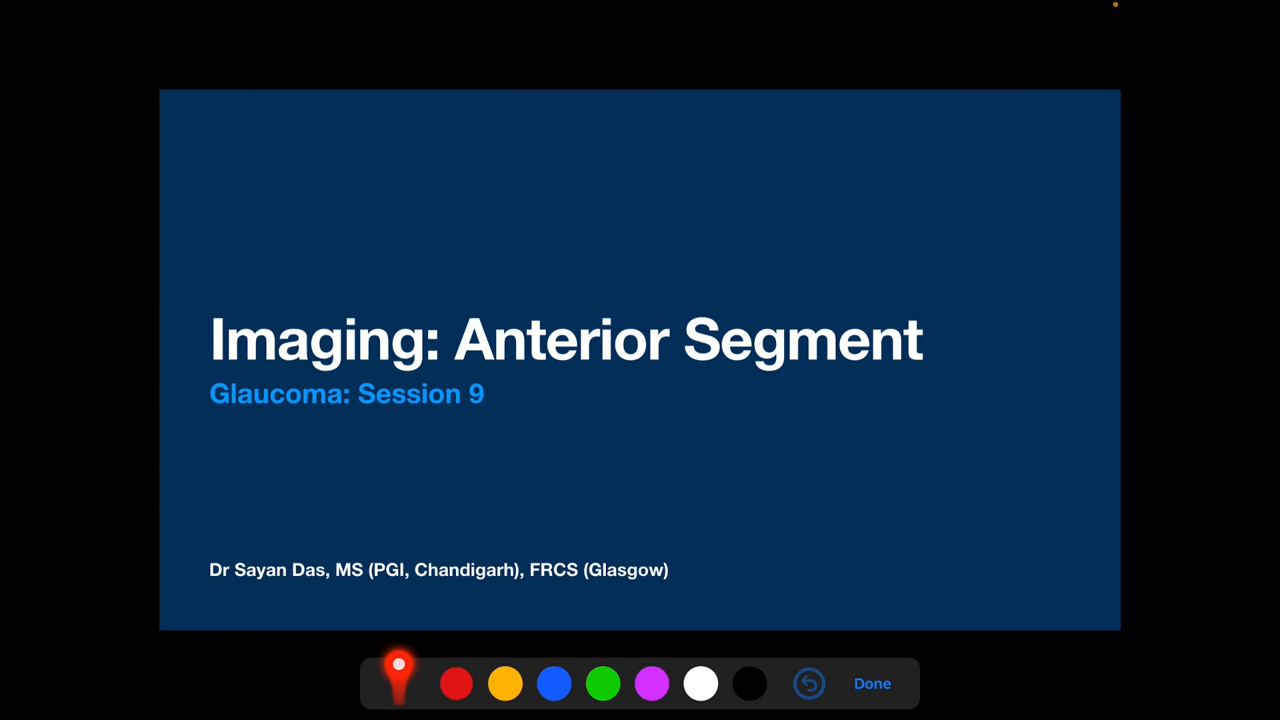 Imaging: Anterior Segment
Glaucoma: Session 9
Dr Sayan Das, MS (PGI, Chandigarh), FRCS (Glasgow)
Done